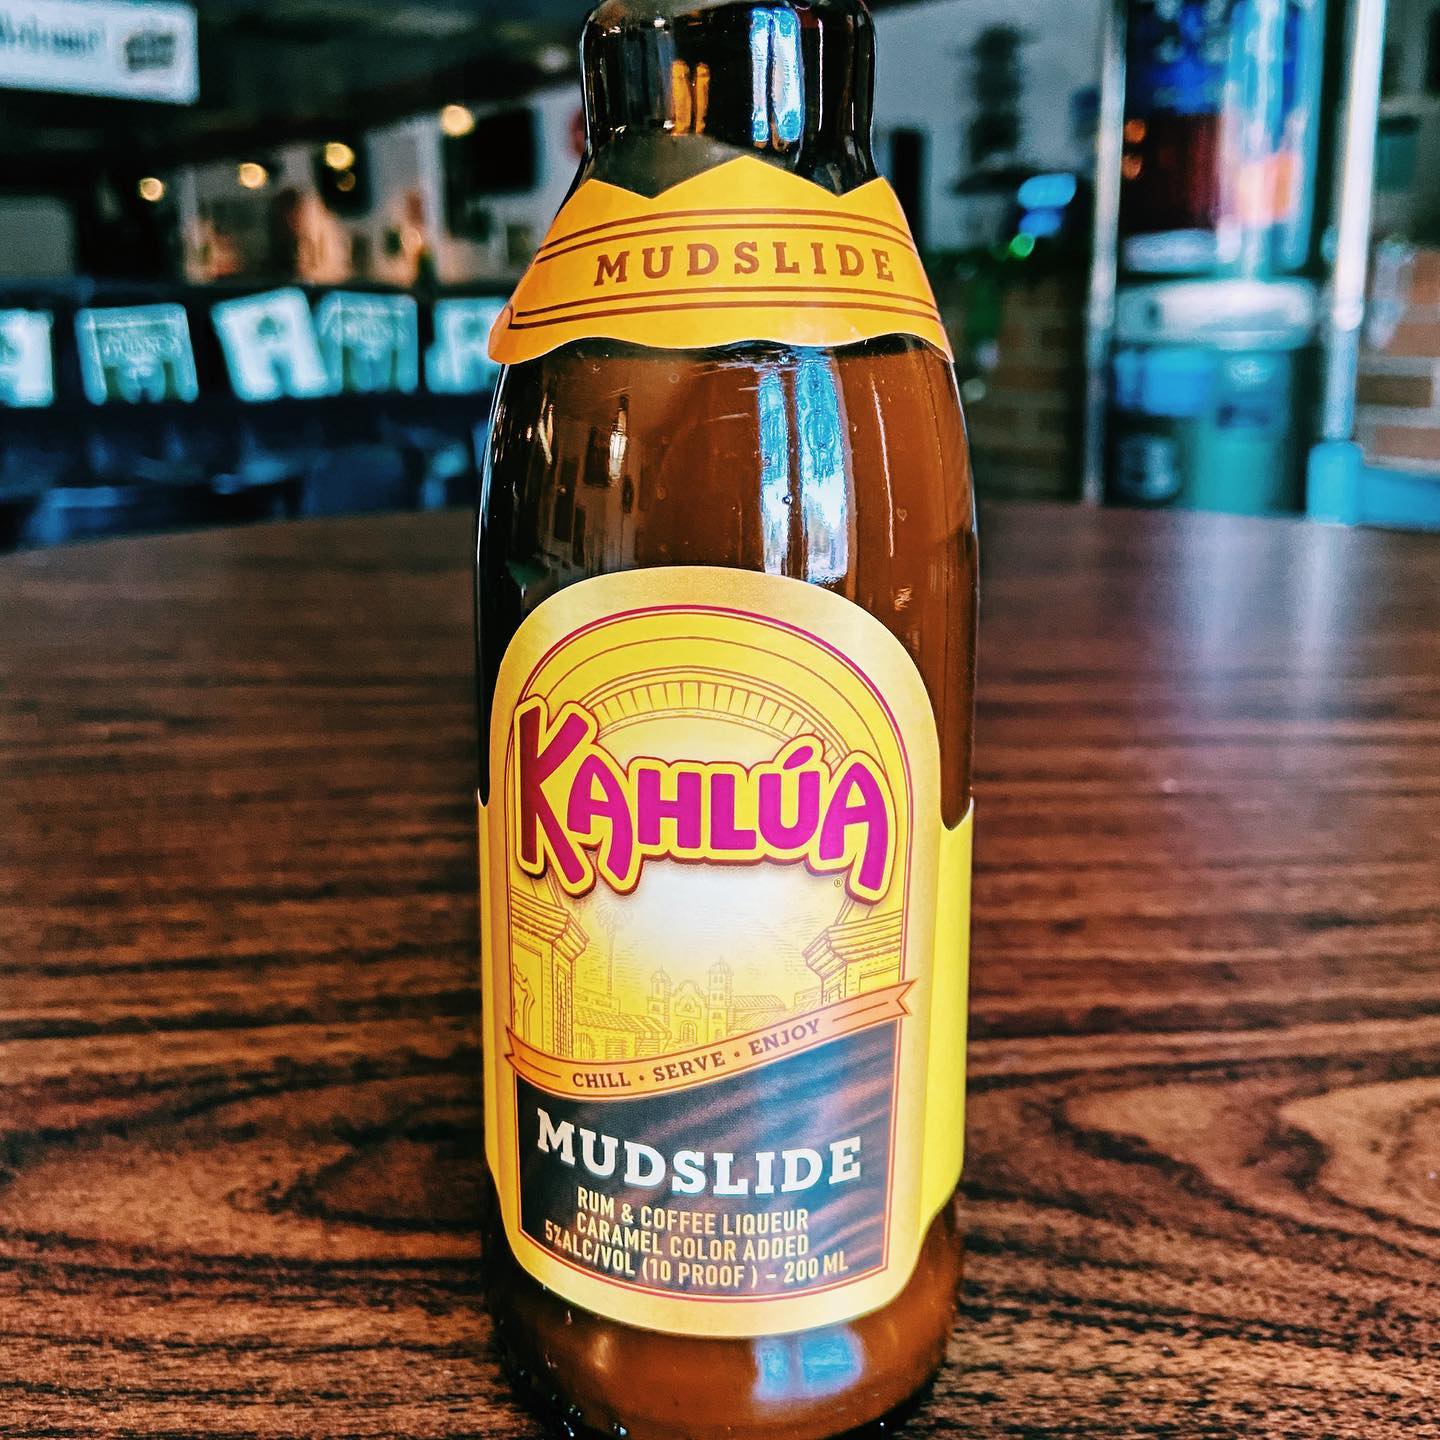 Welcome!
MUDSLIDE
KAHLÚA
®
CHILL • SERVE • ENJOY
MUDSLIDE
RUM & COFFEE LIQUEUR
CARAMEL COLOR ADDED
5%ALC/VOL (10 PROOF) – 200 ML